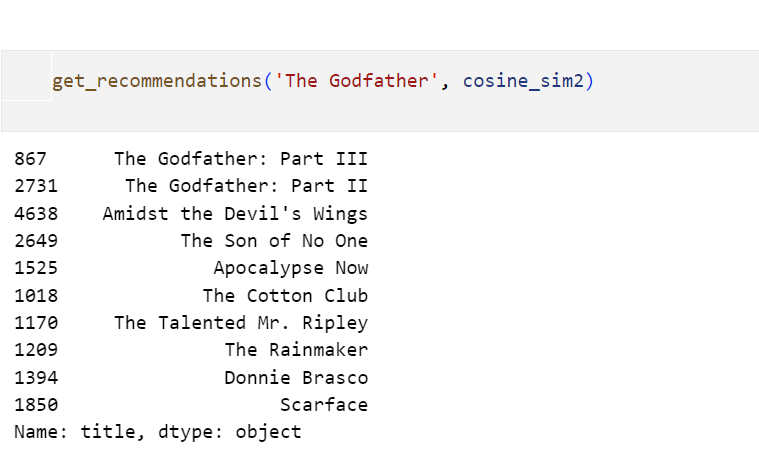 get_recommendations('The Godfather', cosine_sim2)
867      The Godfather: Part III
2731      The Godfather: Part II
4638    Amidst the Devil's Wings
2649           The Son of No One
1525              Apocalypse Now
1018             The Cotton Club
1170     The Talented Mr. Ripley
1209               The Rainmaker
1394               Donnie Brasco
1850                    Scarface
Name: title, dtype: object